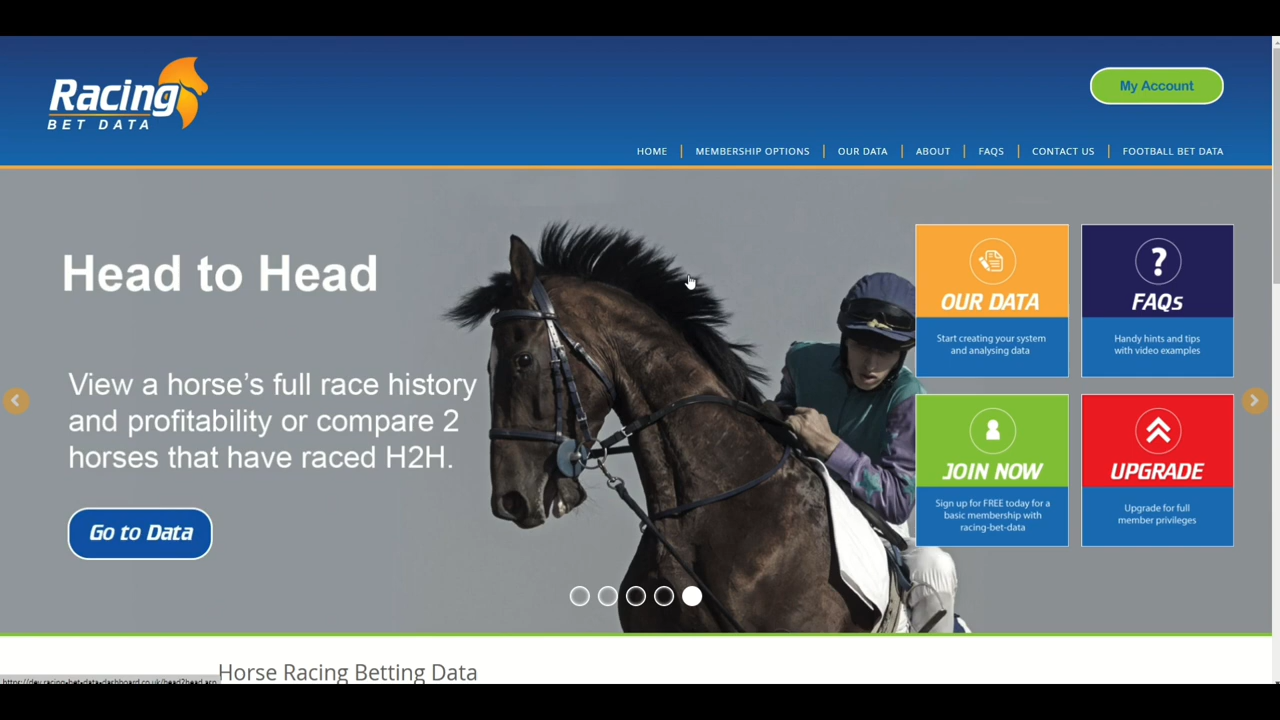 Racing
BET DATA
My Account
HOME
MEMBERSHIP OPTIONS
OUR DATA
ABOUT
FAQS
CONTACT US
FOOTBALL BET DATA
Head to Head
View a horse's full race history
and profitability or compare 2
horses that have raced H2H.
Go to Data
OUR DATA
Start creating your system
and analysing data
?
FAQs
Handy hints and tips
with video examples
JOIN NOW
Sign up for FREE today for a
basic membership with
racing-bet-data
UPGRADE
Upgrade for full
member privileges
Horse Racing Betting Data